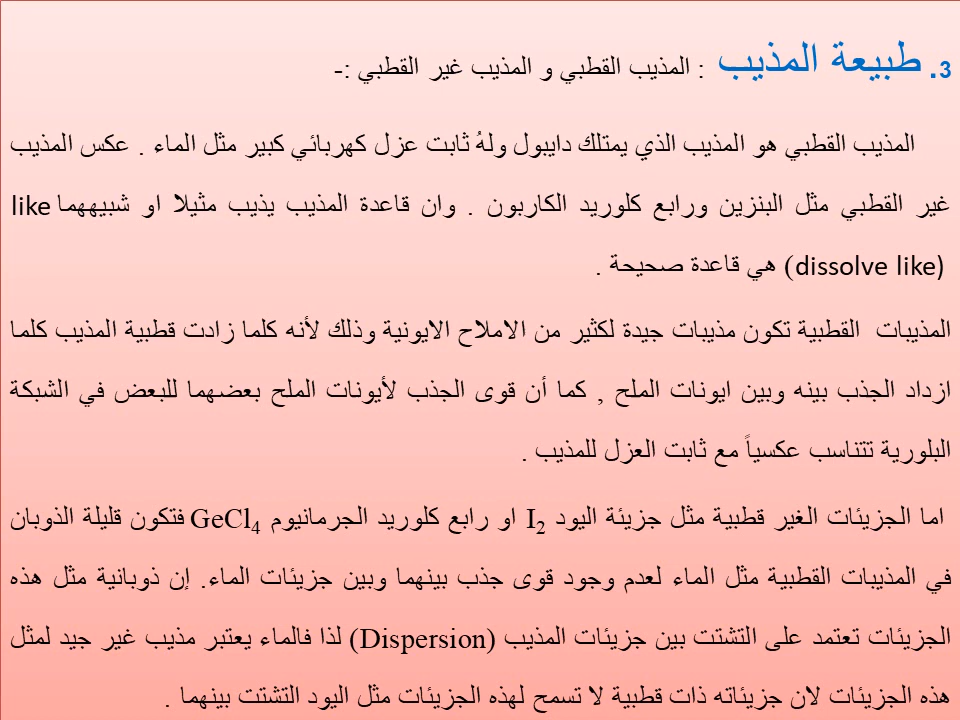 3. طبيعة المذيب : المذيب القطبي و المذيب غير القطبي :-
المذيب القطبي هو المذيب الذي يمتلك دايبول ولهُ ثابت عزل كهربائي كبير مثل الماء . عكس المذيب
غير القطبي مثل البنزين ورابع كلوريد الكاربون . وان قاعدة المذيب يذيب مثيلا او شبيههما like
(dissolve like) هي قاعدة صحيحة .
المذيبات القطبية تكون مذيبات جيدة لكثير من الاملاح الايونية وذلك لأنه كلما زادت قطبية المذيب كلما
ازداد الجذب بينه وبين ايونات الملح , كما أن قوى الجذب لأيونات الملح بعضهما للبعض في الشبكة
البلورية تتناسب عكسياً مع ثابت العزل للمذيب .
اما الجزيئات الغير قطبية مثل جزيئة اليود I2 او رابع كلوريد الجرمانيوم GeCl4 فتكون قليلة الذوبان
في المذيبات القطبية مثل الماء لعدم وجود قوى جذب بينهما وبين جزيئات الماء. إن ذوبانية مثل هذه
الجزيئات تعتمد على التشتت بين جزيئات المذيب (Dispersion) لذا فالماء يعتبر مذيب غير جيد لمثل
هذه الجزيئات لان جزيئاته ذات قطبية لا تسمح لهذه الجزيئات مثل اليود التشتت بينهما .